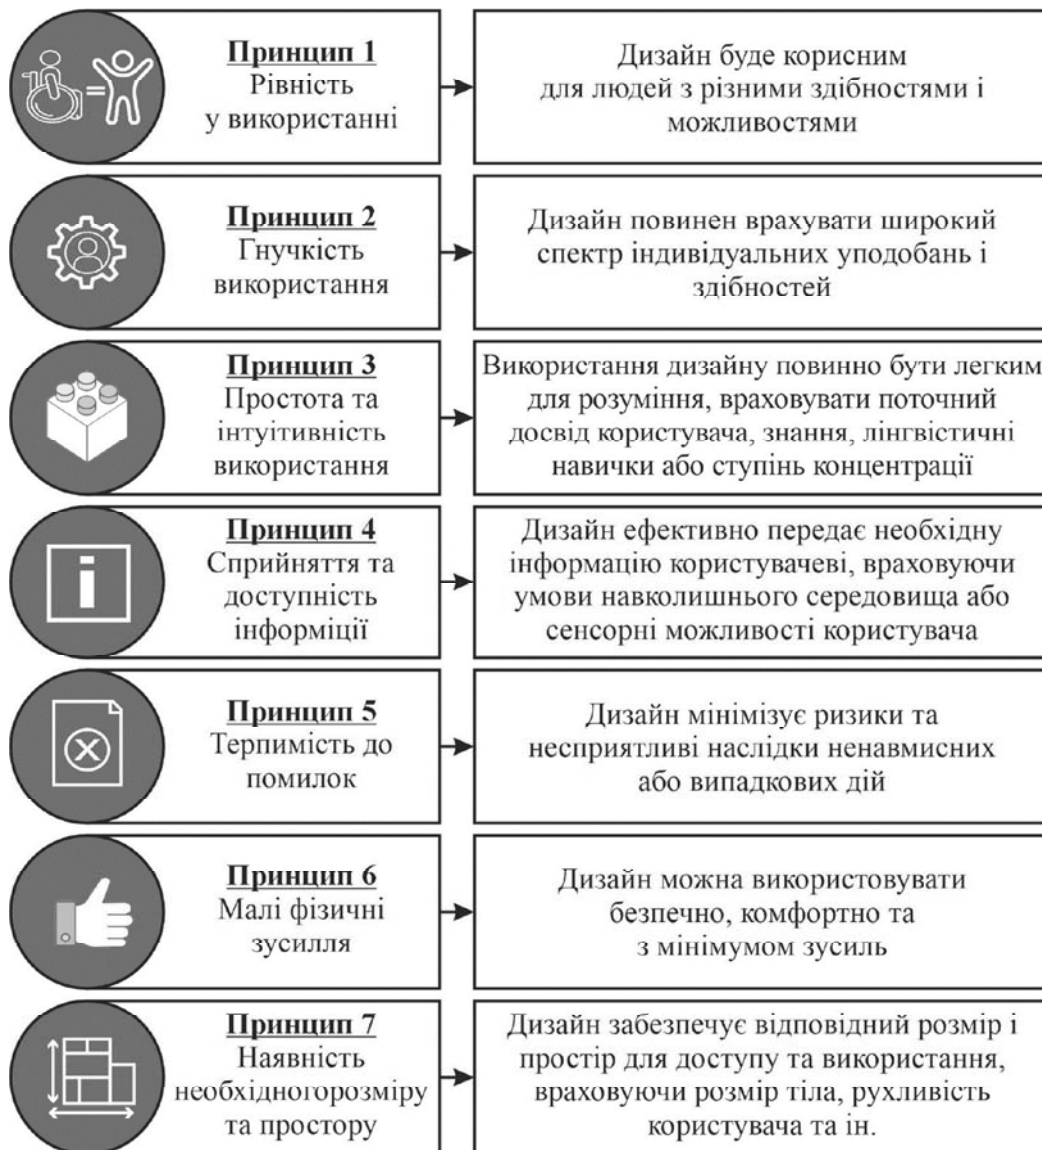 Принцип 1
Рівність
у використанні
Дизайн буде корисним
для людей з різними здібностями і
можливостями
Принцип 2
Гнучкість
використання
Дизайн повинен врахувати широкий
спектр індивідуальних уподобань і
здібностей
Принцип 3
Простота та
інтуїтивність
використання
Використання дизайну повинно бути легким
для розуміння, враховувати поточний
досвід користувача, знання, лінгвістичні
навички або ступінь концентрації
Принцип 4
Сприйняття та
доступність
інформіції
Дизайн ефективно передає необхідну
інформацію користувачеві, враховуючи
умови навколишнього середовища або
сенсорні можливості користувача
Принцип 5
Терпимість до
помилок
Дизайн мінімізує ризики та
несприятливі наслідки ненавмисних
або випадкових дій
Принцип 6
Малі фізичні
зусилля
Дизайн можна використовувати
безпечно, комфортно та
з мінімумом зусиль
Принцип 7
Наявність
необхідногорозміру
та простору
Дизайн забезпечує відповідний розмір і
простір для доступу та використання,
враховуючи розмір тіла, рухливість
користувача та ін.